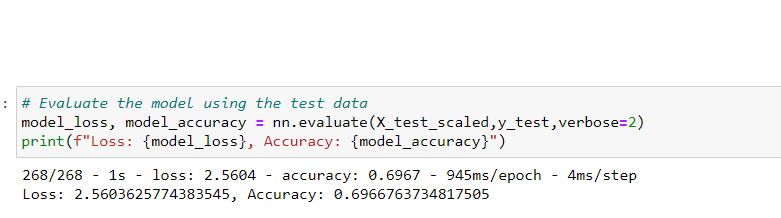 : # Evaluate the model using the test data
model_loss, model_accuracy = nn.evaluate(X_test_scaled,y_test,verbose=2)
print(f"Loss: {model_loss}, Accuracy: {model_accuracy}")
268/268 - 1s - loss: 2.5604 - accuracy: 0.6967 - 945ms/epoch - 4ms/step
Loss: 2.5603625774383545, Accuracy: 0.6966763734817505